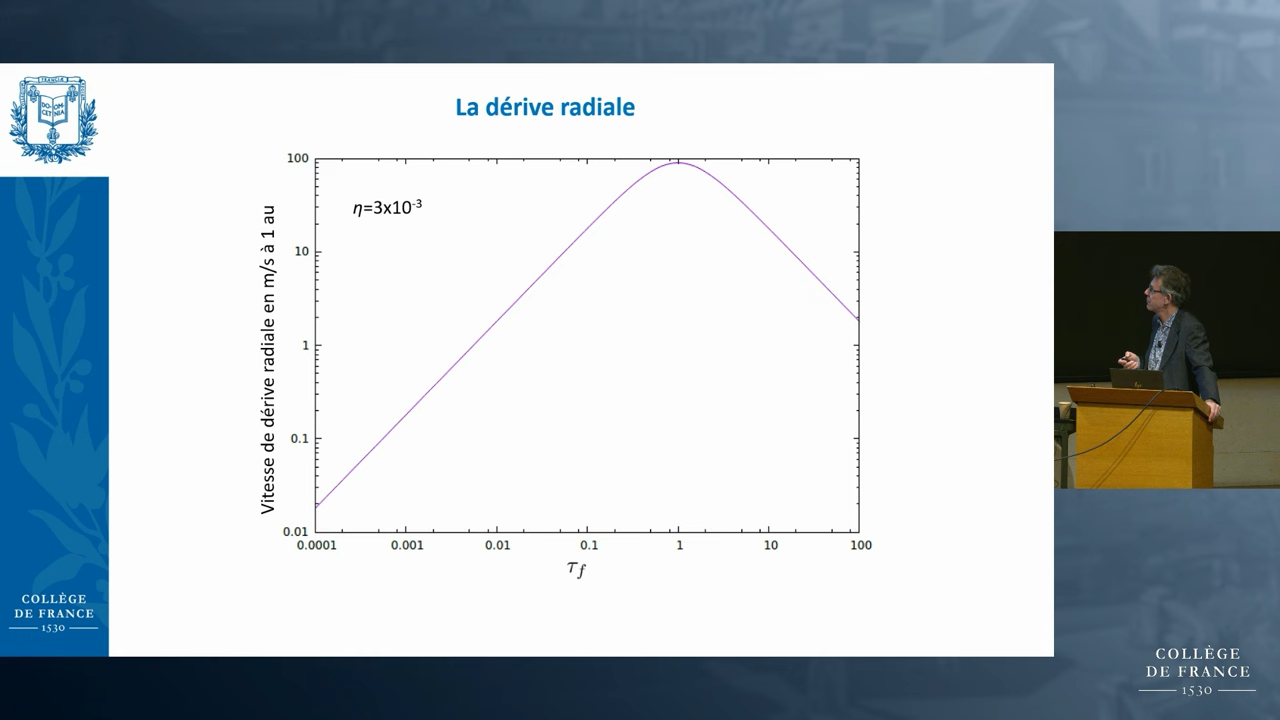 La dérive radiale
η=3x10⁻³
Vitesse de dérive radiale en m/s à 1 au
100
10
1
0.1
0.01
0.0001
0.001
0.01
0.1
1
10
100
τf
COLLÈGE
DE FRANCE
1530
COLLÈGE
DE FRANCE
1530